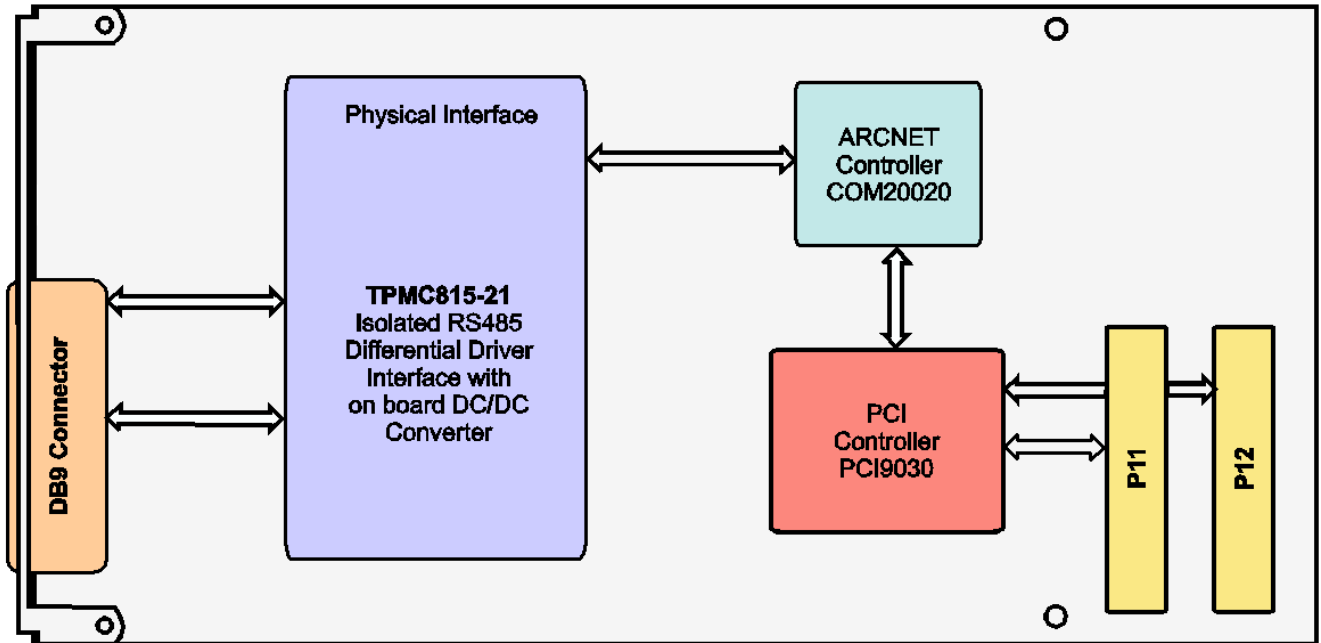 Physical Interface
TPMC815-21
Isolated RS485
Differential Driver
Interface with
on board DC/DC
Converter
ARCNET
Controller
COM20020
DB9 Connector
PCI
Controller
PCI9030
P11
P12